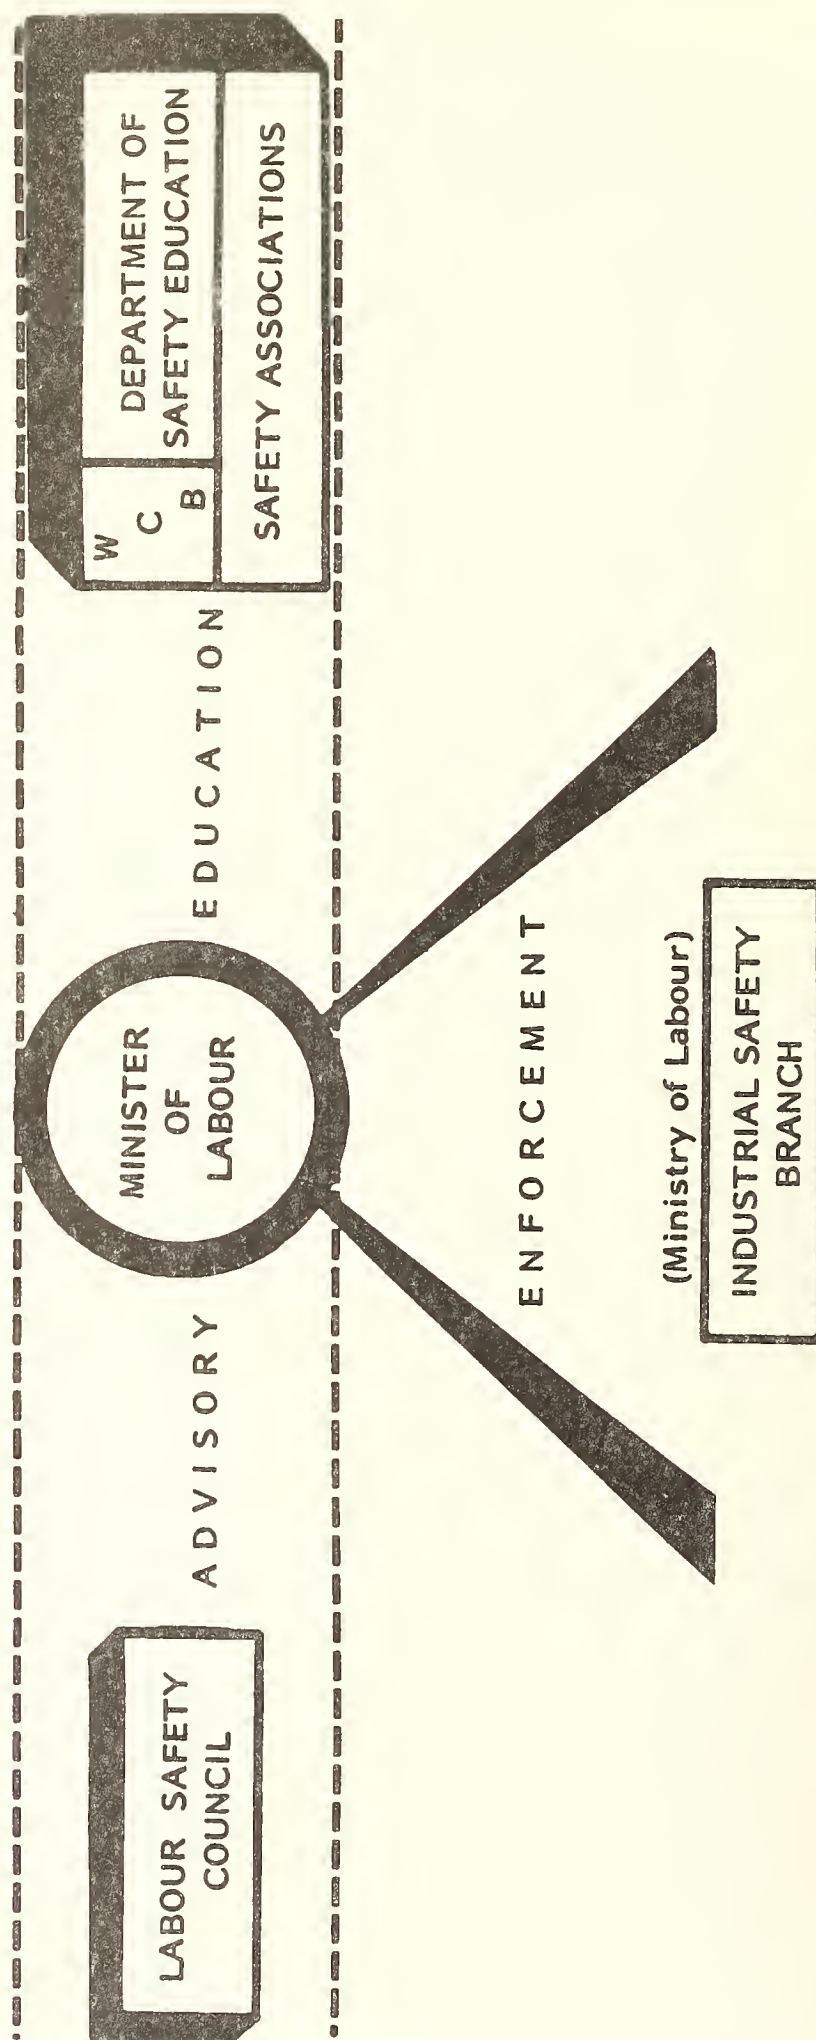 LABOUR SAFETY
COUNCIL
ADVISORY
MINISTER
OF
LABOUR
EDUCATION
W
C
B
DEPARTMENT OF
SAFETY EDUCATION
SAFETY ASSOCIATIONS
ENFORCEMENT
(Ministry of Labour)
INDUSTRIAL SAFETY
BRANCH